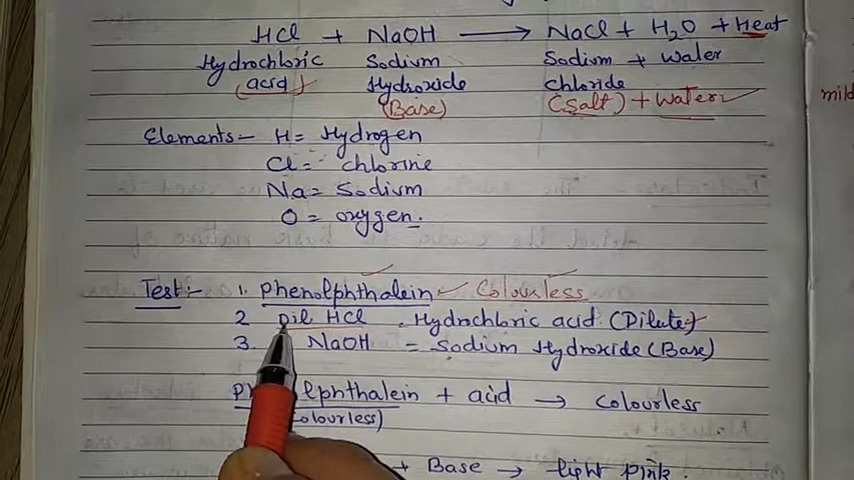 HCl + NaOH → NaCl + H₂O + Heat
Hydrochloric Sodium Sodium + Water
(acid) Hydroxide chloride
(Base) (Salt) + Water
mild
Elements - H = Hydrogen
Cl = chlorine
Na = Sodium
O = oxygen.
Test :- 1. Phenolphthalein Colourless
2 Dil HCl = Hydrochloric acid (Dilute)
3. NaOH = Sodium Hydroxide (Base)
lphthalein + acid → colourless
colourless)
+ Base → light pink.